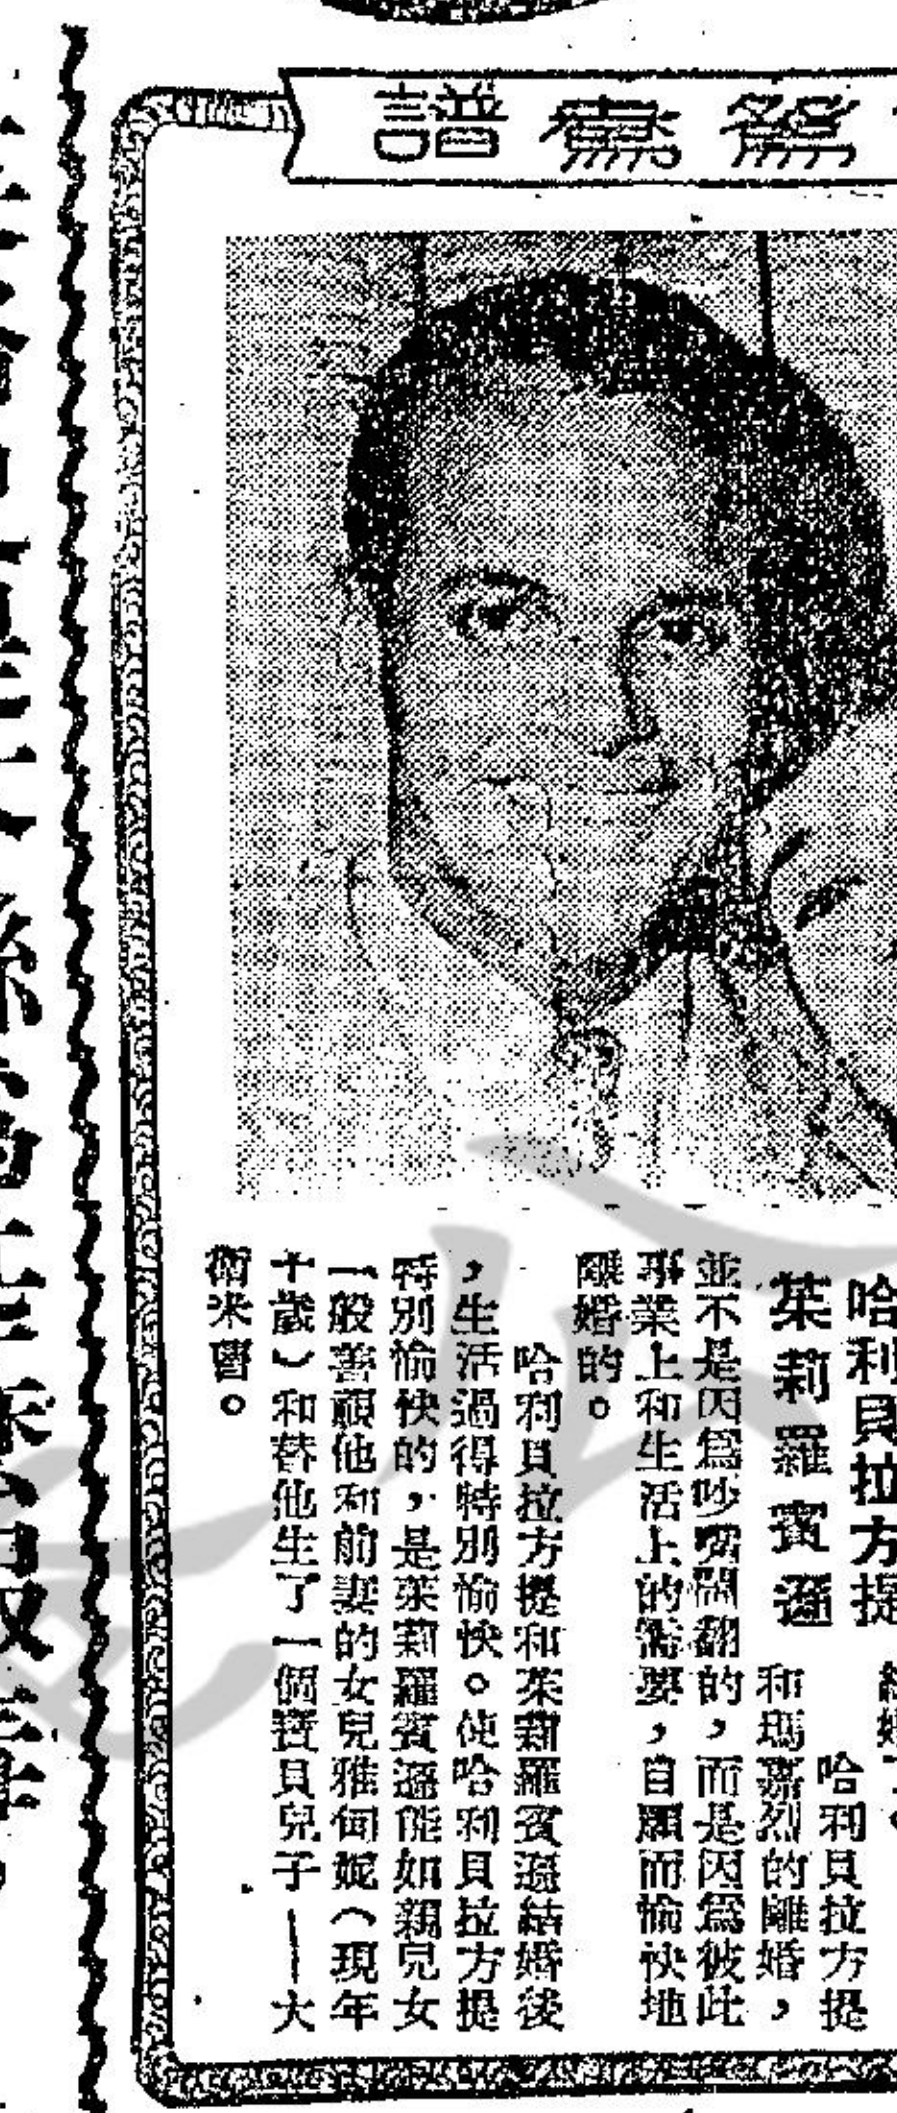 譜鴦鴛
哈利貝拉方提
茱莉羅賓遜
結婚了。
哈利貝拉方提
和瑪嘉烈的離婚，
並不是因為吵嘴鬧翻的，而是因為彼此
事業上和生活上的需要，自願而愉快地
離婚的。
哈利貝拉方提和茱莉羅賓遜結婚後
，生活過得特別愉快。使哈利貝拉方提
特別愉快的，是茱莉羅賓遜能如親兒女
一般善顧他和前妻的女兒雅甸妮（現年
十歲）和替他生了一個寶貝兒子—大
衛米曹。